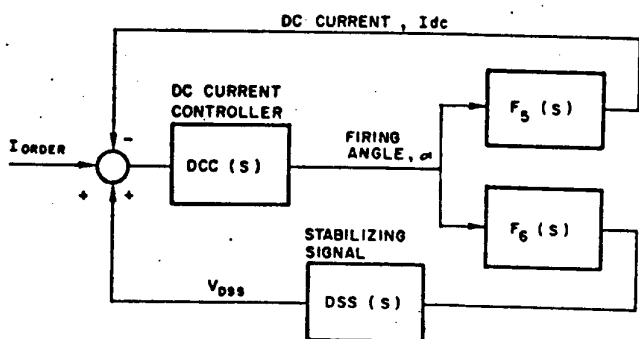 DC CURRENT , Idc
DC CURRENT
CONTROLLER
F5 (S)
IORDER
-
DCC (S)
FIRING
ANGLE, α
+ +
F6 (S)
STABILIZING
SIGNAL
VDSS
DSS (S)